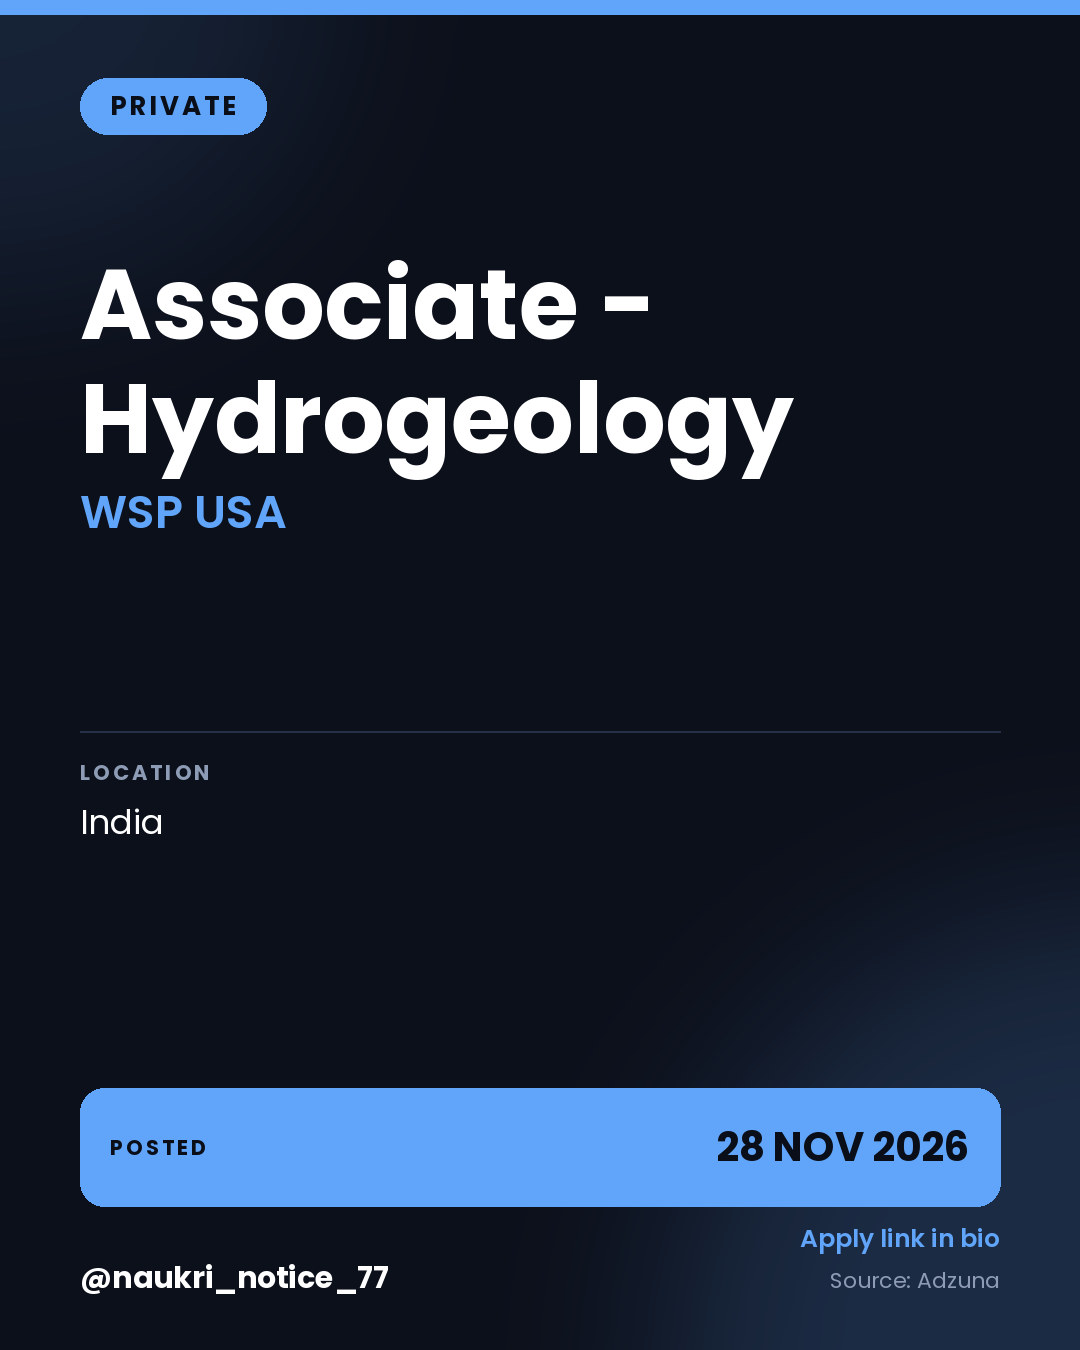 PRIVATE
Associate -
Hydrogeology
WSP USA
LOCATION
India
POSTED
28 NOV 2026
Apply link in bio
@naukri_notice_77
Source: Adzuna